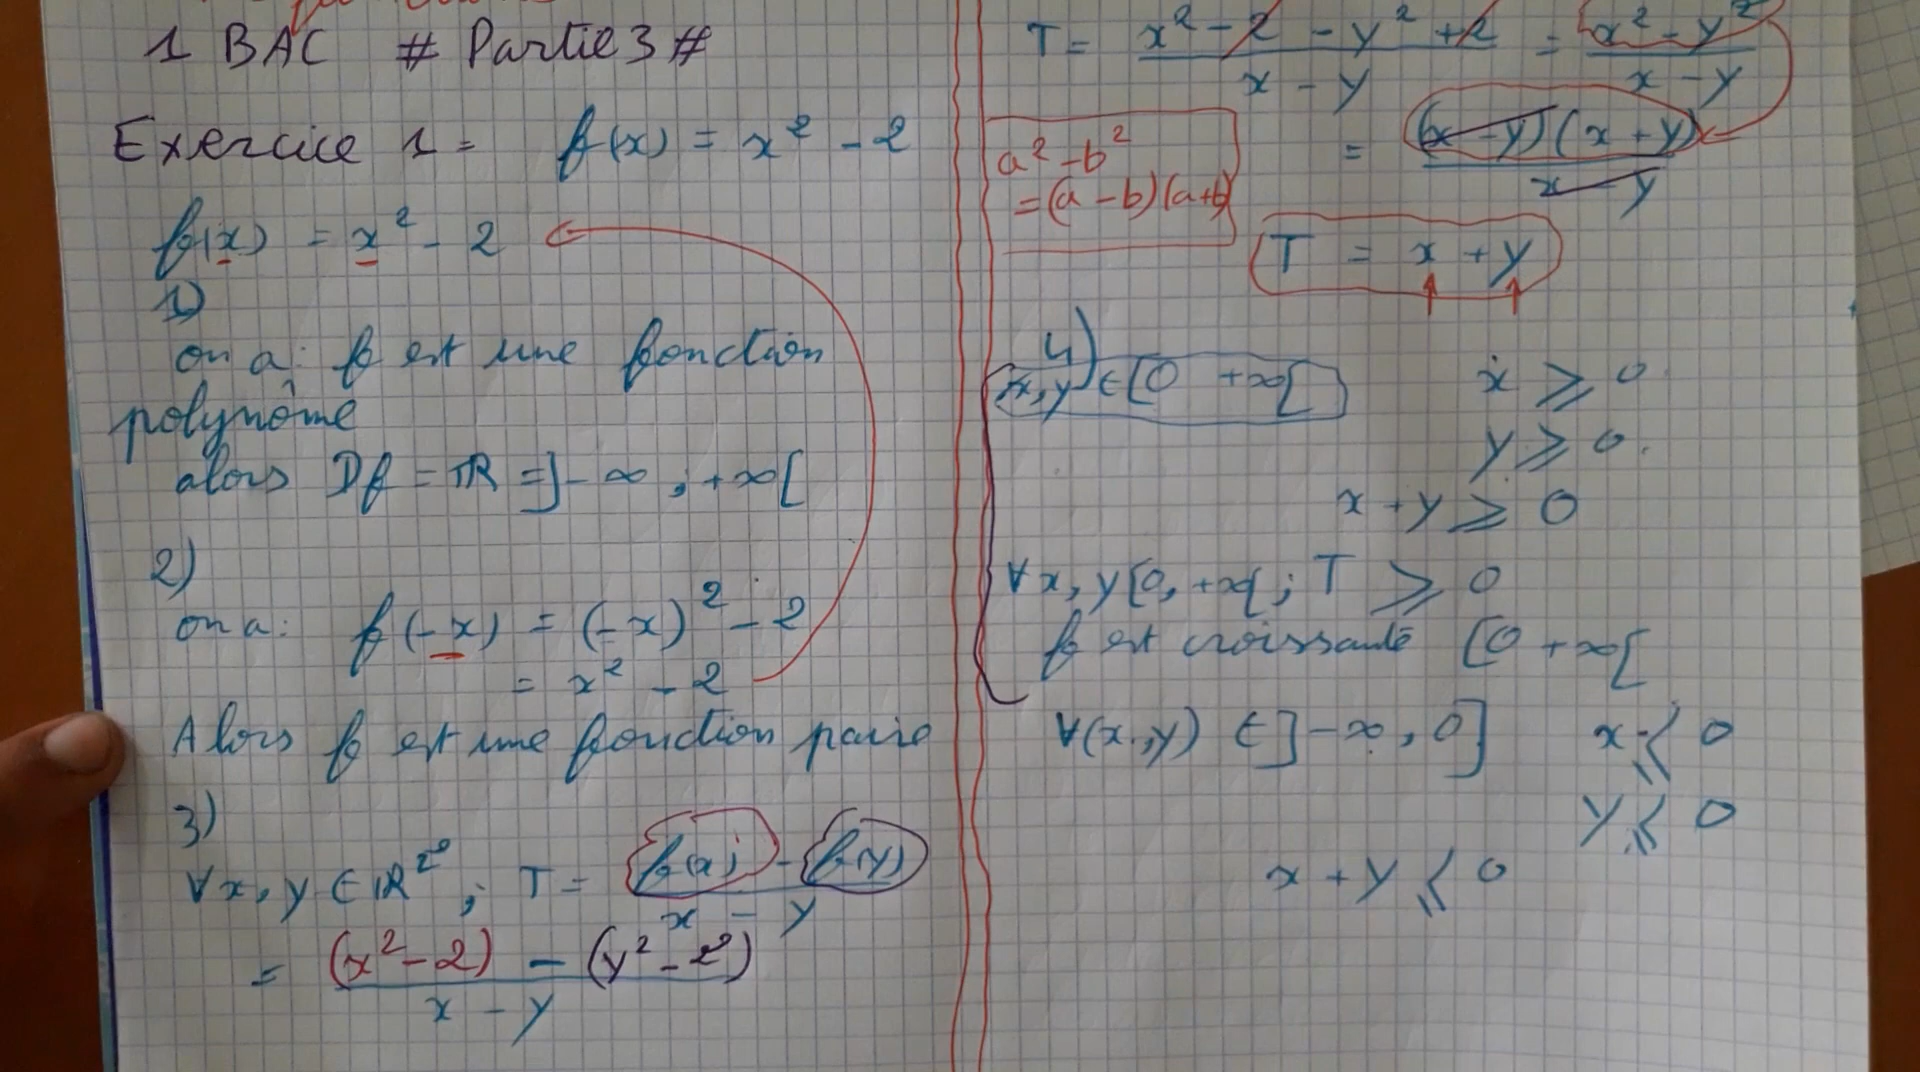 1 BAC # Partie 3 #
Exercice 1 = f(x) = x² - 2
f(x) = x² - 2
1)
on a: f est une fonction
polynôme
alors Df = IR = ]-∞ ; +∞[
2)
on a: f(-x) = (-x)² - 2
= x² - 2
Alors f est une fonction paire
3)
∀x, y ∈ IR² ; T = (f(x) - f(y)) / (x - y)
= ((x² - 2) - (y² - 2)) / (x - y)
T = (x² - 2 - y² + 2) / (x - y) = (x² - y²) / (x - y)
a² - b²
= (a - b)(a + b)
= ((x - y)(x + y)) / (x - y)
T = x + y
4)
(x, y) ∈ [0 +∞[
x ⩾ 0
y ⩾ 0.
x + y ⩾ 0
∀x, y [0, +∞[ ; T ⩾ 0
f est croissante [0 +∞[
∀(x, y) ∈ ]-∞, 0] x ⩽ 0
y ⩽ 0
x + y ⩽ 0